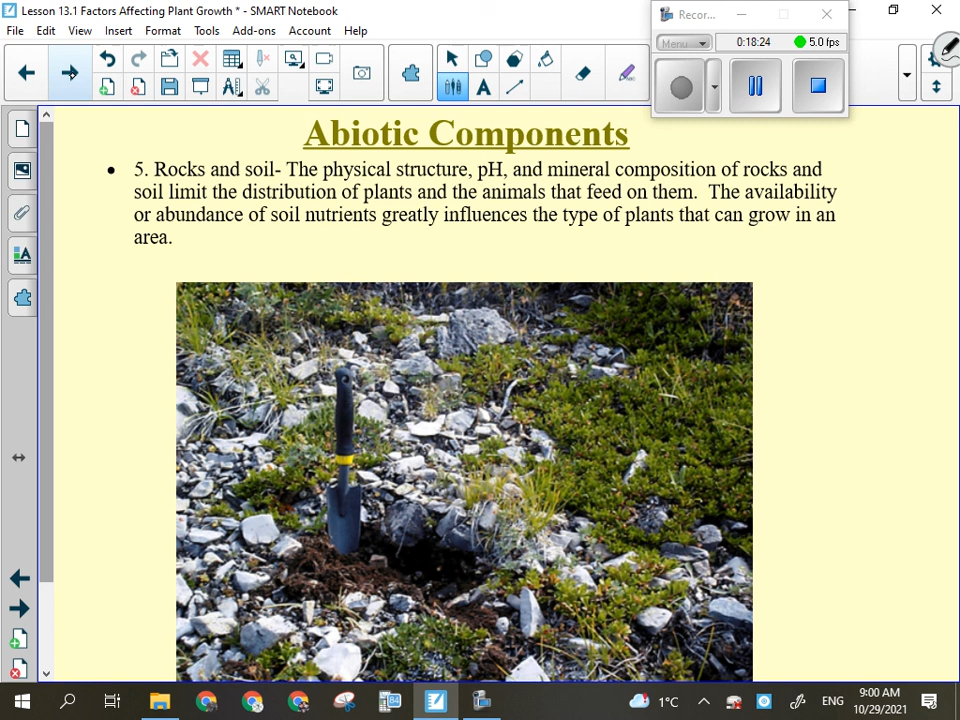 Lesson 13.1 Factors Affecting Plant Growth * - SMART Notebook
Recor...
File Edit View Insert Format Tools Add-ons Account Help
Menu
0:18:24
5.0 fps
Abiotic Components
• 5. Rocks and soil- The physical structure, pH, and mineral composition of rocks and
soil limit the distribution of plants and the animals that feed on them. The availability
or abundance of soil nutrients greatly influences the type of plants that can grow in an
area.
1°C
ENG
9:00 AM
10/29/2021